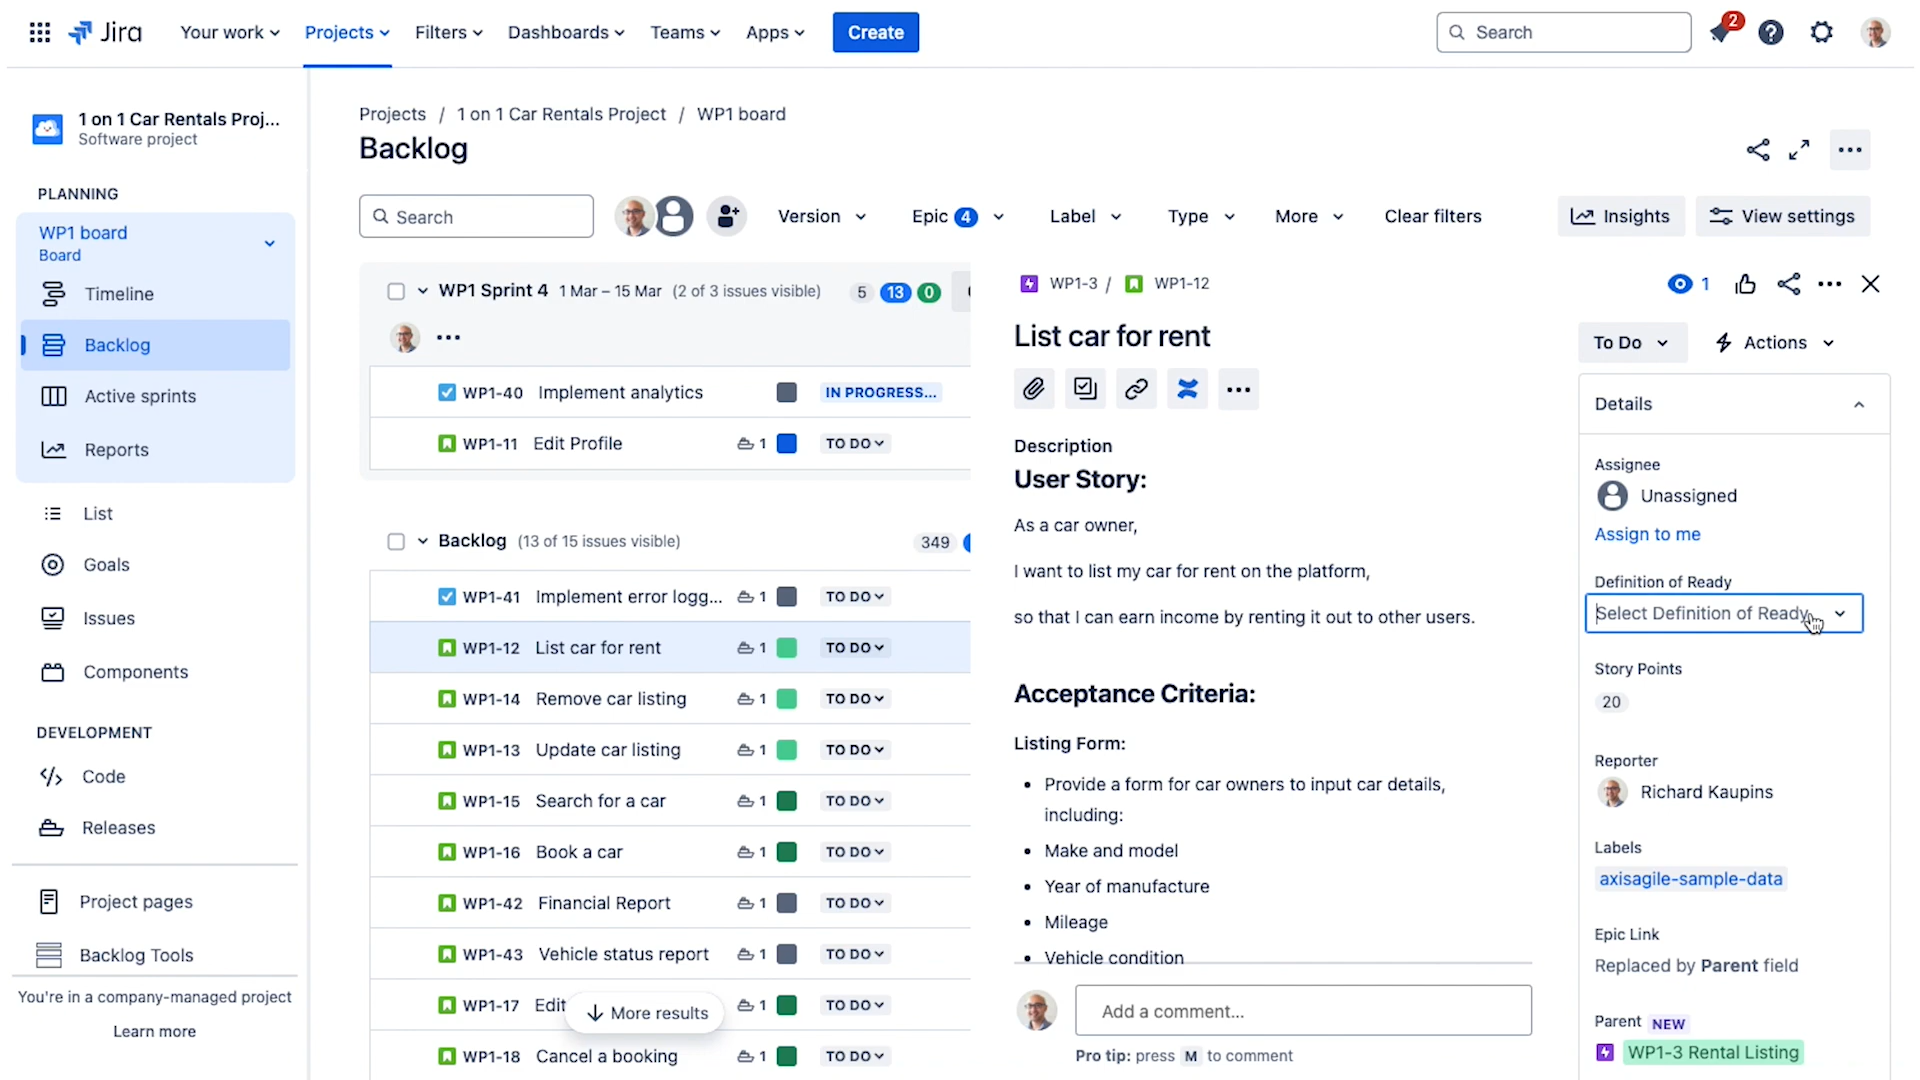 Jira
Your work
Projects
Filters
Dashboards
Teams
Apps
Create
Search
2
1 on 1 Car Rentals Proj...
Software project
PLANNING
WP1 board
Board
Timeline
Backlog
Active sprints
Reports
List
Goals
Issues
Components
DEVELOPMENT
Code
Releases
Project pages
Backlog Tools
You're in a company-managed project
Learn more
Projects / 1 on 1 Car Rentals Project / WP1 board
Backlog
Search
Version
Epic 4
Label
Type
More
Clear filters
Insights
View settings
WP1 Sprint 4 1 Mar – 15 Mar (2 of 3 issues visible) 5 13 0
WP1-40 Implement analytics IN PROGRESS...
WP1-11 Edit Profile 1 TO DO
Backlog (13 of 15 issues visible) 349
WP1-41 Implement error logg... 1 TO DO
WP1-12 List car for rent 1 TO DO
WP1-14 Remove car listing 1 TO DO
WP1-13 Update car listing 1 TO DO
WP1-15 Search for a car 1 TO DO
WP1-16 Book a car 1 TO DO
WP1-42 Financial Report 1 TO DO
WP1-43 Vehicle status report 1 TO DO
WP1-17 Edit 1 TO DO
More results
WP1-18 Cancel a booking 1 TO DO
WP1-3 / WP1-12
1
List car for rent
Description
User Story:
As a car owner,
I want to list my car for rent on the platform,
so that I can earn income by renting it out to other users.
Acceptance Criteria:
Listing Form:
• Provide a form for car owners to input car details,
including:
• Make and model
• Year of manufacture
• Mileage
• Vehicle condition
Add a comment...
Pro tip: press M to comment
To Do
Actions
Details
Assignee
Unassigned
Assign to me
Definition of Ready
Select Definition of Ready
Story Points
20
Reporter
Richard Kaupins
Labels
axisagile-sample-data
Epic Link
Replaced by Parent field
Parent NEW
WP1-3 Rental Listing